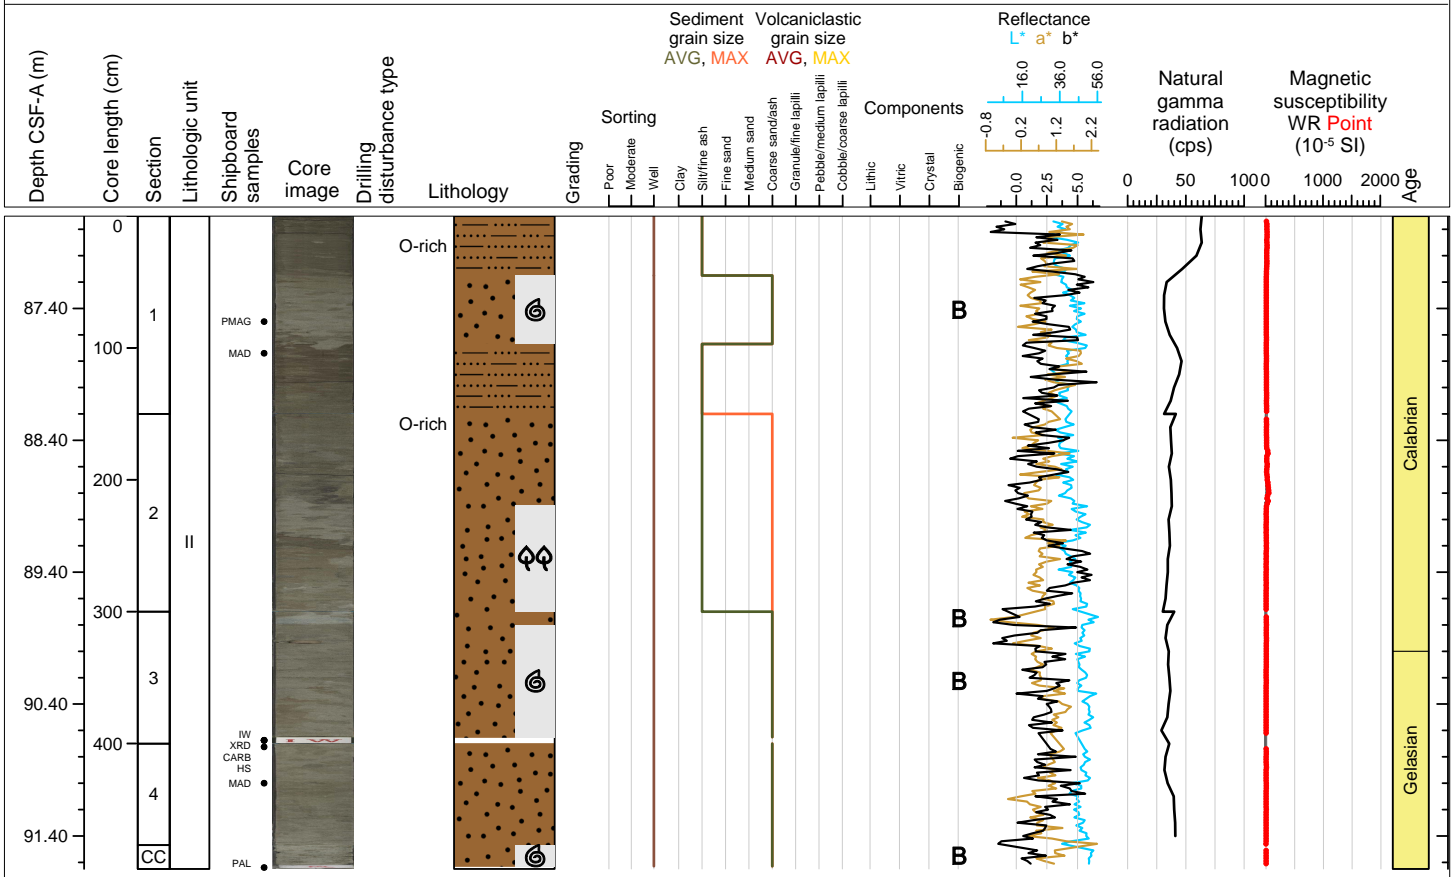 Depth CSF-A (m)
Core length (cm)
Section
Lithologic unit
Shipboard
samples
Core
image
Drilling
disturbance type
Lithology
Grading
Sorting
Poor
Moderate
Well
Sediment
grain size
AVG, MAX
Volcaniclastic
grain size
AVG, MAX
Clay
Silt/fine ash
Fine sand
Medium sand
Coarse sand/ash
Granule/fine lapilli
Pebble/medium lapilli
Cobble/coarse lapilli
Components
Lithic
Vitric
Crystal
Biogenic
Reflectance
L* a* b*
16.0 36.0 56.0
-0.8 0.2 1.2 2.2
0.0 2.5 5.0
Natural
gamma
radiation
(cps)
0 50 100
Magnetic
susceptibility
WR Point
(10-5 SI)
0 1000 2000
Age
0
O-rich
87.40
1
PMAG
B
100
MAD
O-rich
88.40
Calabrian
200
2
II
89.40
300
B
3
B
90.40
IW
I W
400
XRD
CARB
HS
MAD
4
Gelasian
91.40
CC
PAL
B